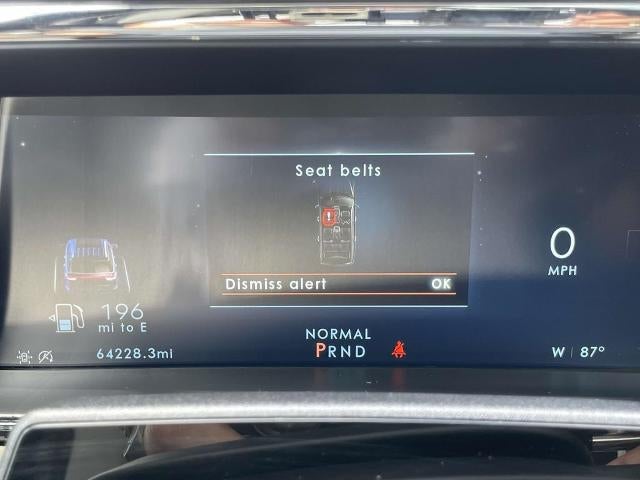 Seat belts
!
Dismiss alert OK
0
MPH
196
mi to E
NORMAL
PRND
64228.3mi
W 87°